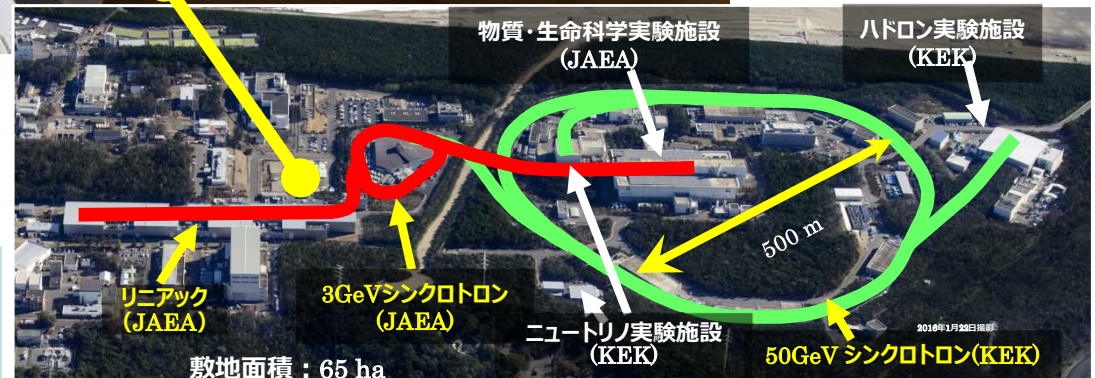 物質・生命科学実験施設
(JAEA)
ハドロン実験施設
(KEK)
500 m
リニアック
(JAEA)
3GeVシンクロトロン
(JAEA)
ニュートリノ実験施設
(KEK)
2016年1月22日撮影
50GeV シンクロトロン(KEK)
敷地面積：65 ha